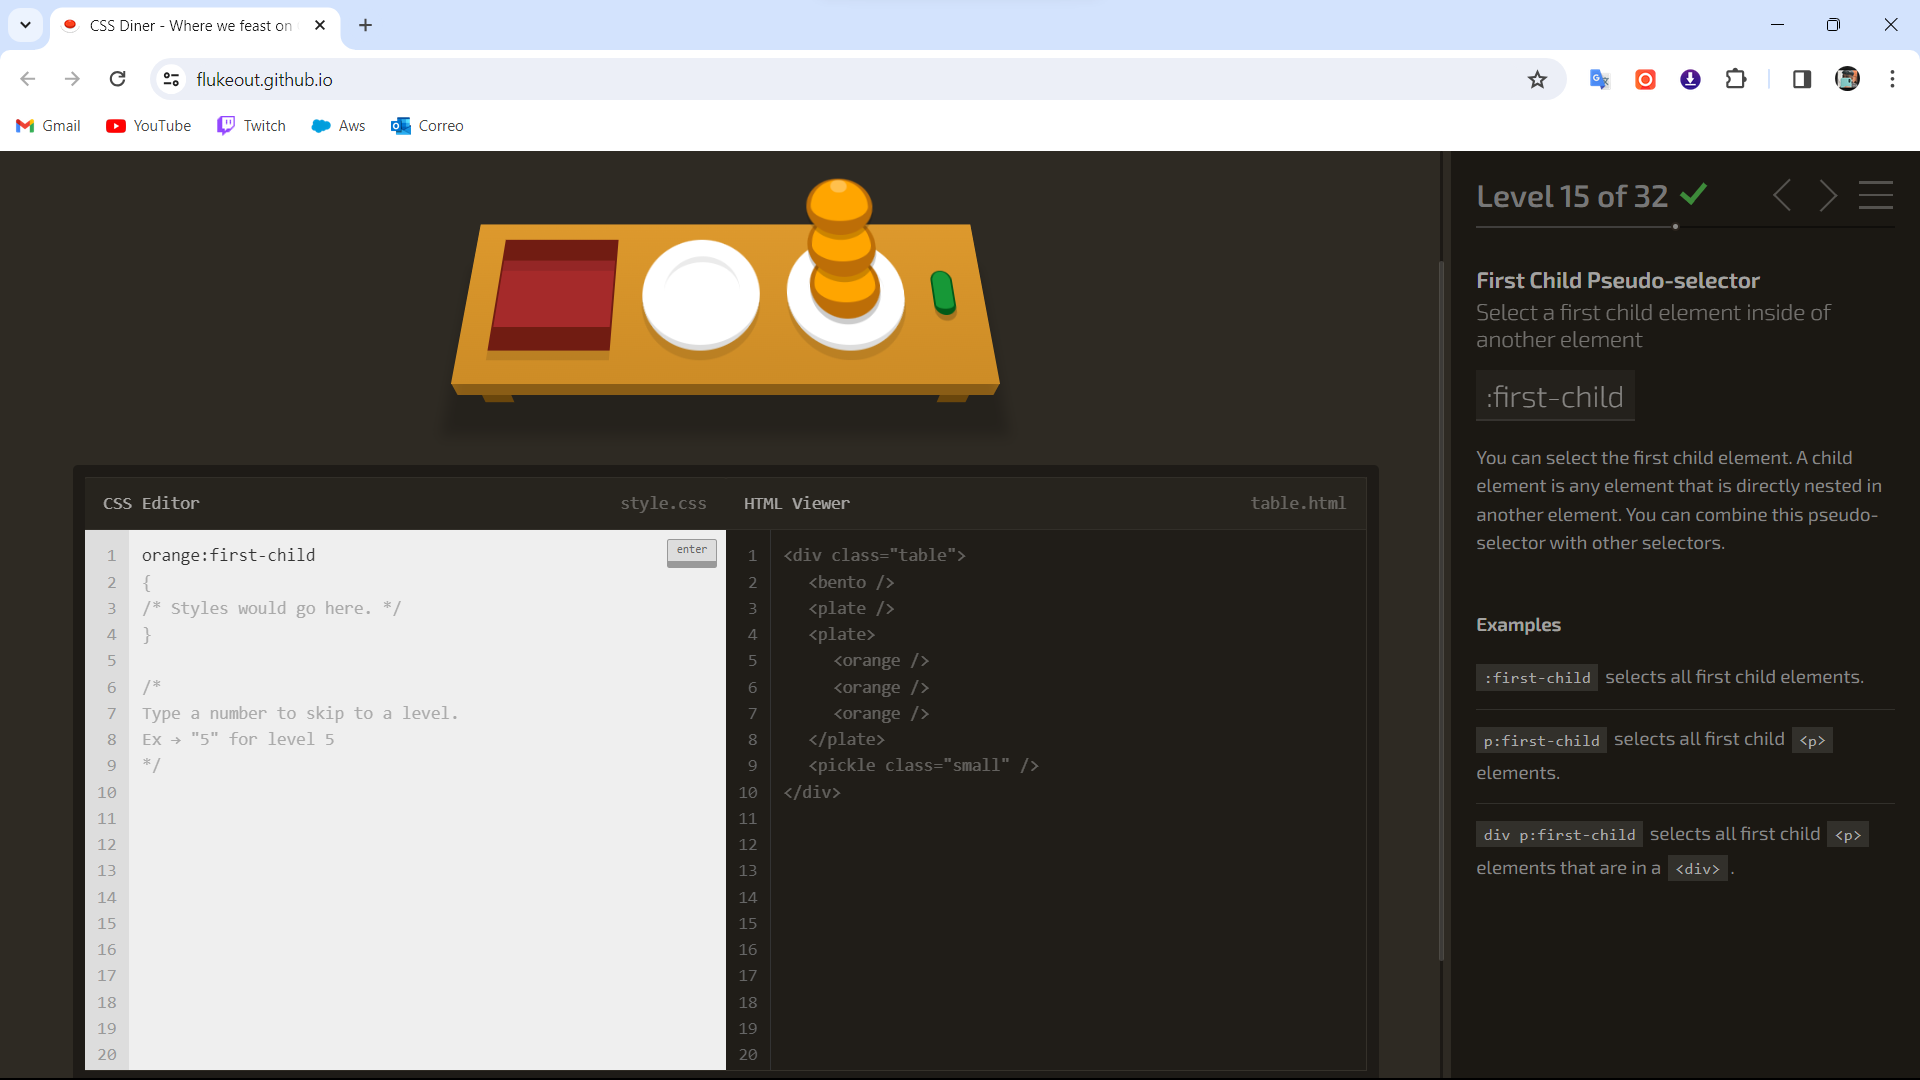 CSS Diner - Where we feast on
flukeout.github.io
Gmail YouTube Twitch Aws Correo
Level 15 of 32
First Child Pseudo-selector
Select a first child element inside of
another element
:first-child
You can select the first child element. A child
element is any element that is directly nested in
another element. You can combine this pseudo-
selector with other selectors.
Examples
:first-child selects all first child elements.
p:first-child selects all first child <p>
elements.
div p:first-child selects all first child <p>
elements that are in a <div> .
CSS Editor style.css
1 orange:first-child
enter
2 {
3 /* Styles would go here. */
4 }
5
6 /*
7 Type a number to skip to a level.
8 Ex → "5" for level 5
9 */
10
11
12
13
14
15
16
17
18
19
20
HTML Viewer table.html
1 <div class="table">
2 <bento />
3 <plate />
4 <plate>
5 <orange />
6 <orange />
7 <orange />
8 </plate>
9 <pickle class="small" />
10 </div>
11
12
13
14
15
16
17
18
19
20